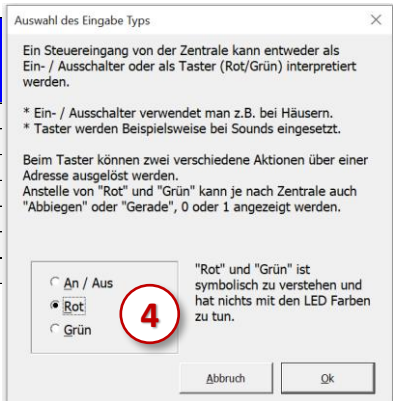 Auswahl des Eingabe Typs
Ein Steuereingang von der Zentrale kann entweder als
Ein- / Ausschalter oder als Taster (Rot/Grün) interpretiert
werden.
* Ein- / Ausschalter verwendet man z.B. bei Häusern.
* Taster werden Beispielsweise bei Sounds eingesetzt.
Beim Taster können zwei verschiedene Aktionen über einer
Adresse ausgelöst werden.
Anstelle von "Rot" und "Grün" kann je nach Zentrale auch
"Abbiegen" oder "Gerade", 0 oder 1 angezeigt werden.
An / Aus
Rot
Grün
4
"Rot" und "Grün" ist
symbolisch zu verstehen und
hat nichts mit den LED Farben
zu tun.
Abbruch
Ok